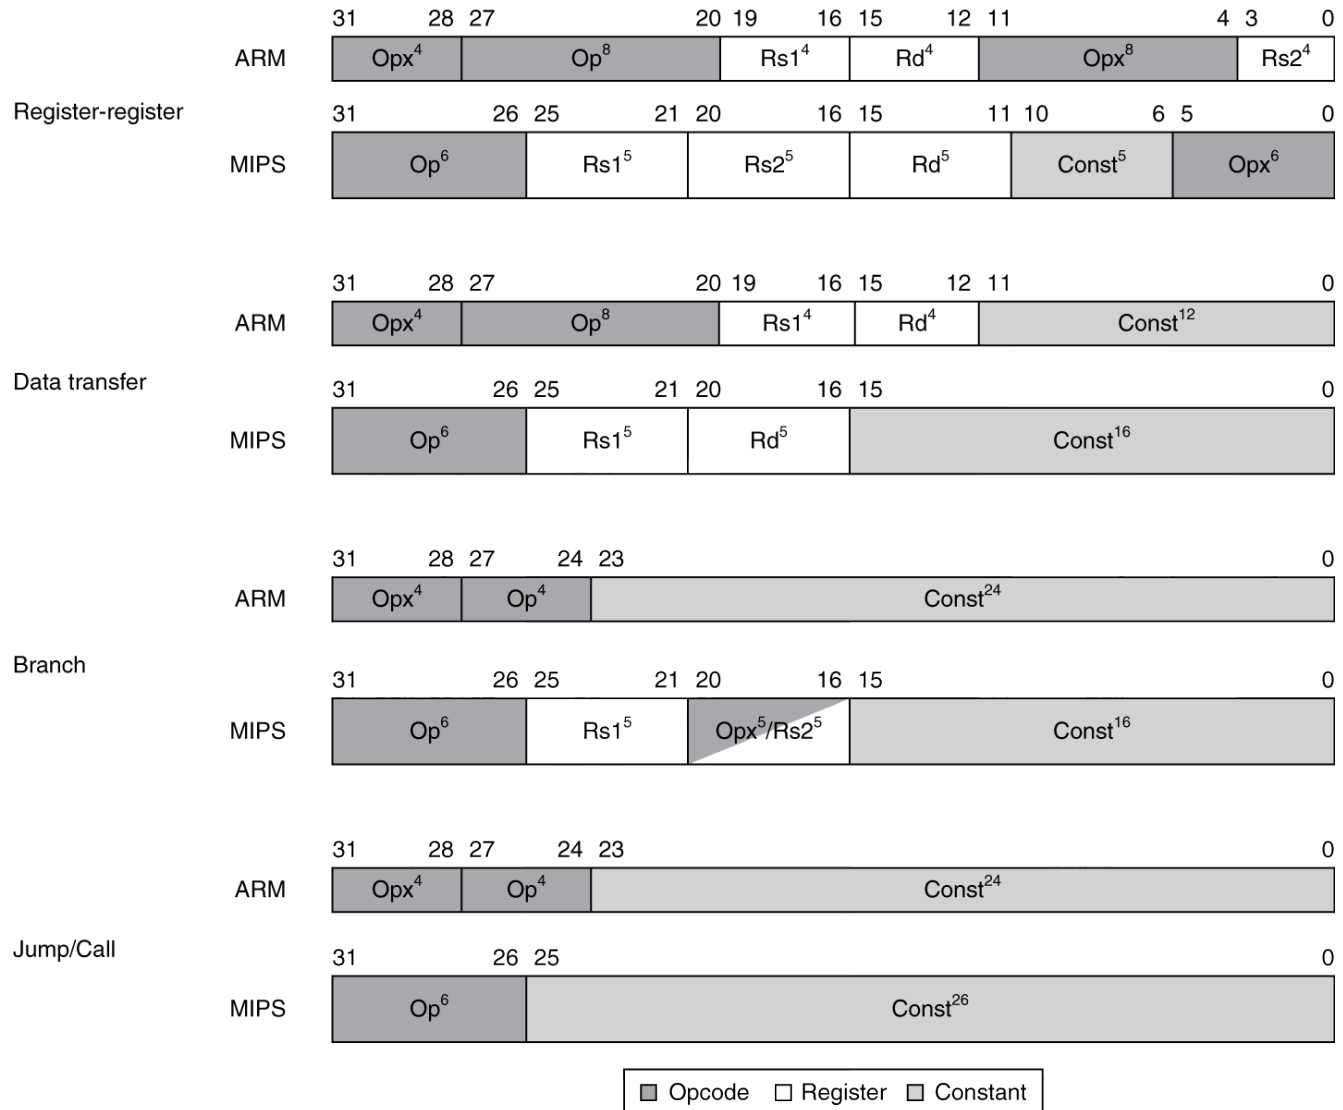 31 28 27 20 19 16 15 12 11 4 3 0
ARM Opx4 Op8 Rs14 Rd4 Opx8 Rs24
Register-register
31 26 25 21 20 16 15 11 10 6 5 0
MIPS Op6 Rs15 Rs25 Rd5 Const5 Opx6
31 28 27 20 19 16 15 12 11 0
ARM Opx4 Op8 Rs14 Rd4 Const12
Data transfer
31 26 25 21 20 16 15 0
MIPS Op6 Rs15 Rd5 Const16
31 28 27 24 23 0
ARM Opx4 Op4 Const24
Branch
31 26 25 21 20 16 15 0
MIPS Op6 Rs15 Opx5/Rs25 Const16
31 28 27 24 23 0
ARM Opx4 Op4 Const24
Jump/Call
31 26 25 0
MIPS Op6 Const26
Opcode Register Constant